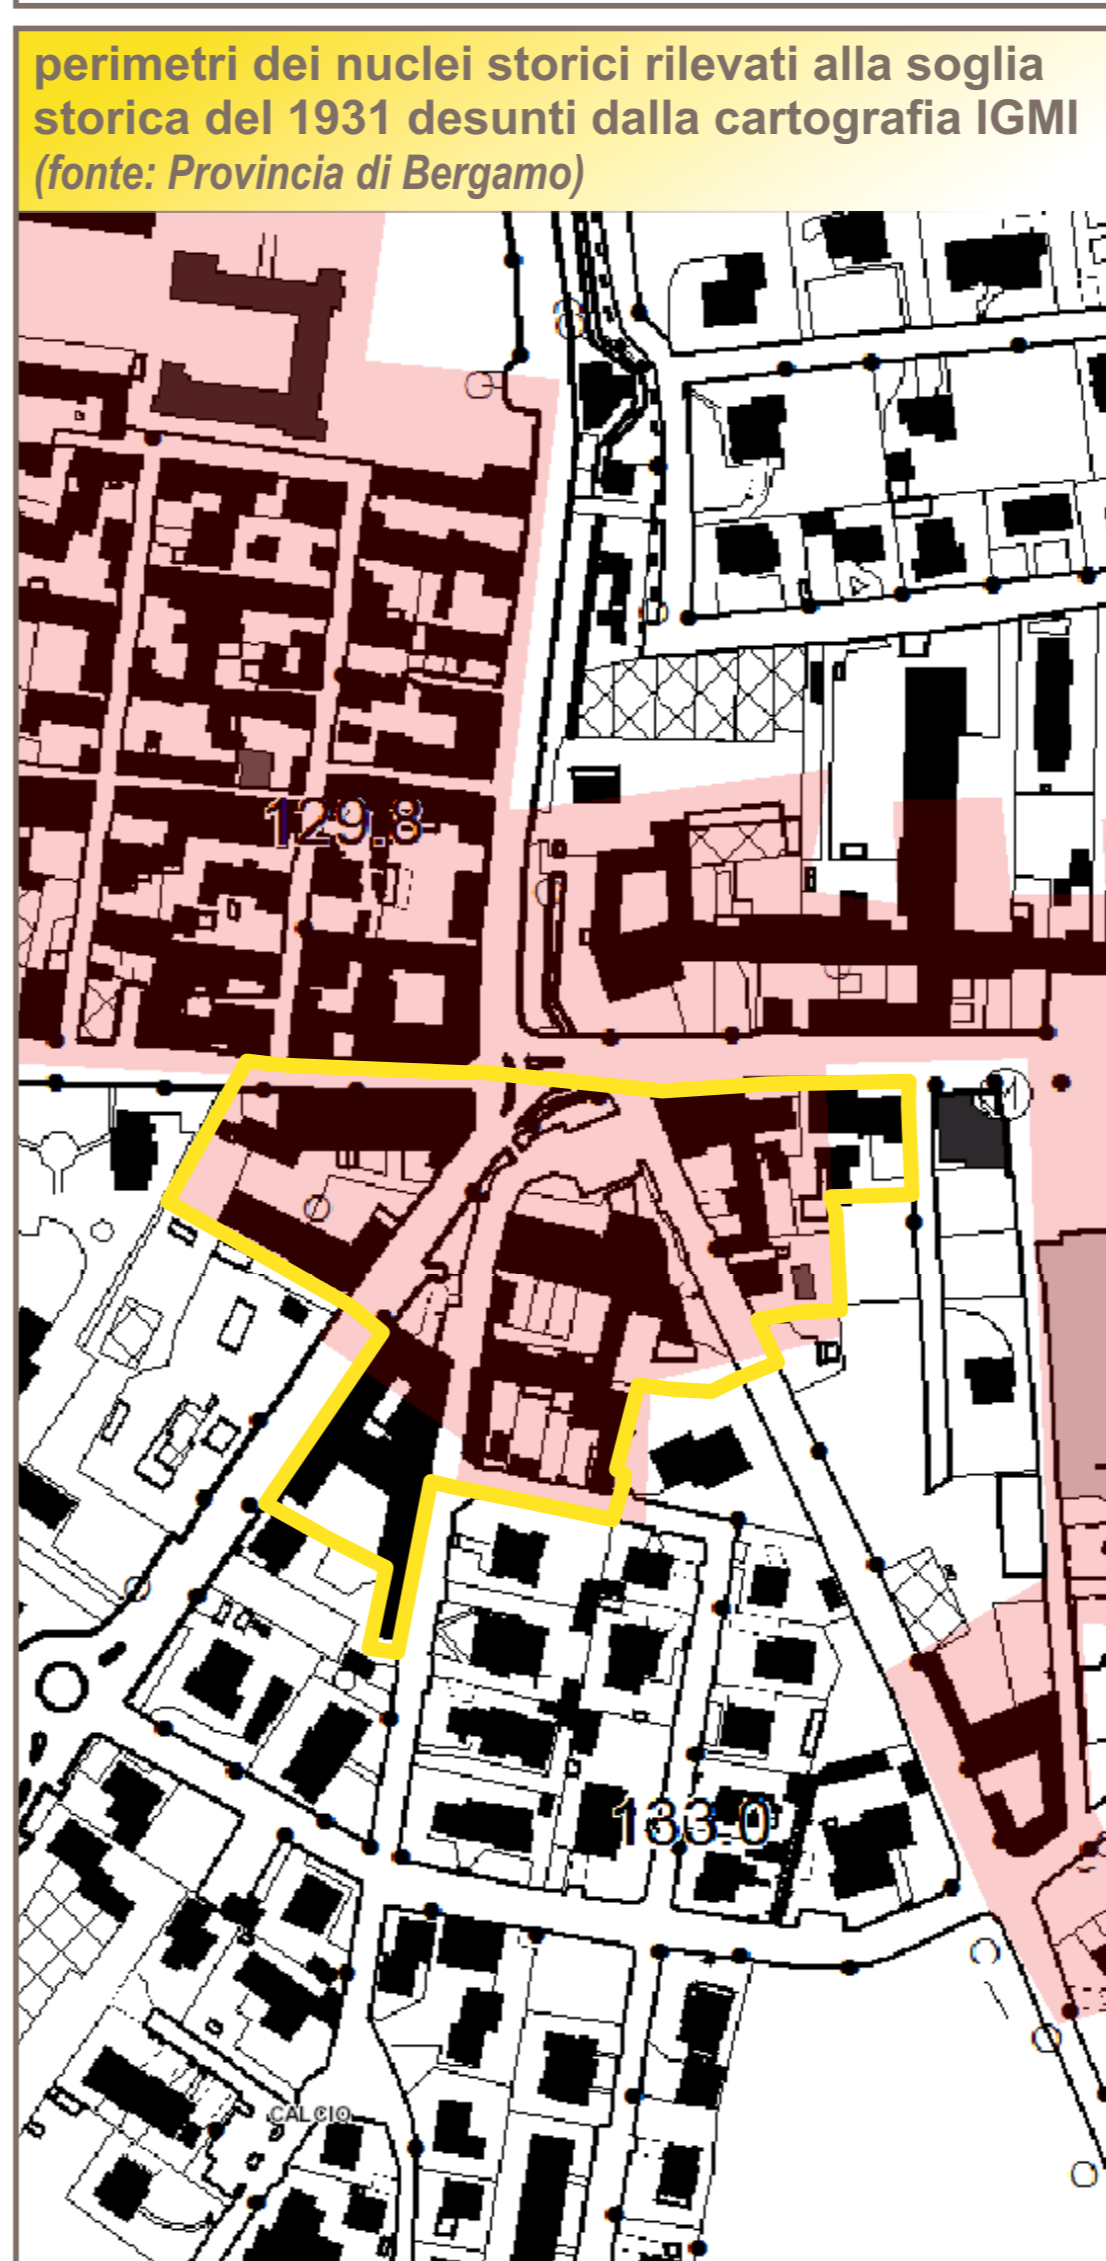 perimetri dei nuclei storici rilevati alla soglia
storica del 1931 desunti dalla cartografia IGMI
(fonte: Provincia di Bergamo)
129.8
133.0
CALCIO